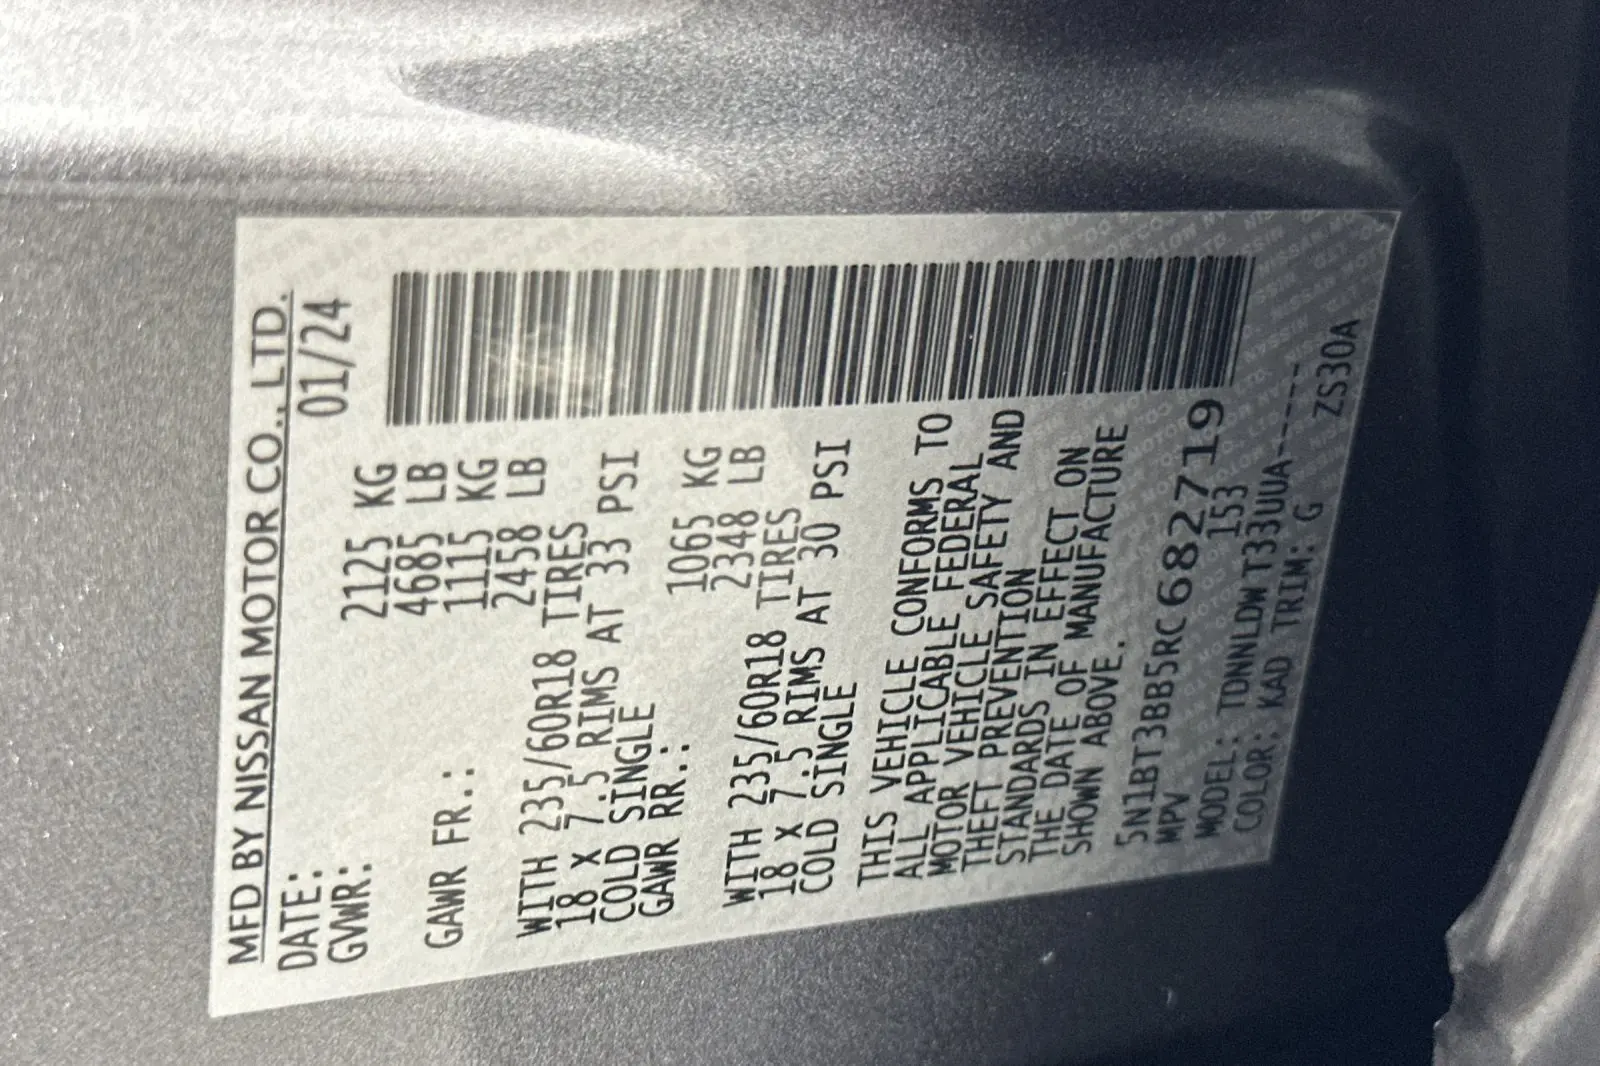 MFD BY NISSAN MOTOR CO., LTD.
DATE: 01/24
GVWR: 2125 KG
4685 LB
GAWR FR.: 1115 KG
2458 LB
WITH 235/60R18 TIRES
18 X 7.5 RIMS AT 33 PSI
COLD SINGLE
GAWR RR.: 1065 KG
2348 LB
WITH 235/60R18 TIRES
18 X 7.5 RIMS AT 30 PSI
COLD SINGLE
THIS VEHICLE CONFORMS TO
ALL APPLICABLE FEDERAL
MOTOR VEHICLE SAFETY AND
THEFT PREVENTION
STANDARDS IN EFFECT ON
THE DATE OF MANUFACTURE
SHOWN ABOVE.
5N1BT3BB5RC682719
MPV 153
MODEL: TDNNLDWT33UUA-----
COLOR: KAD TRIM: G ZS30A